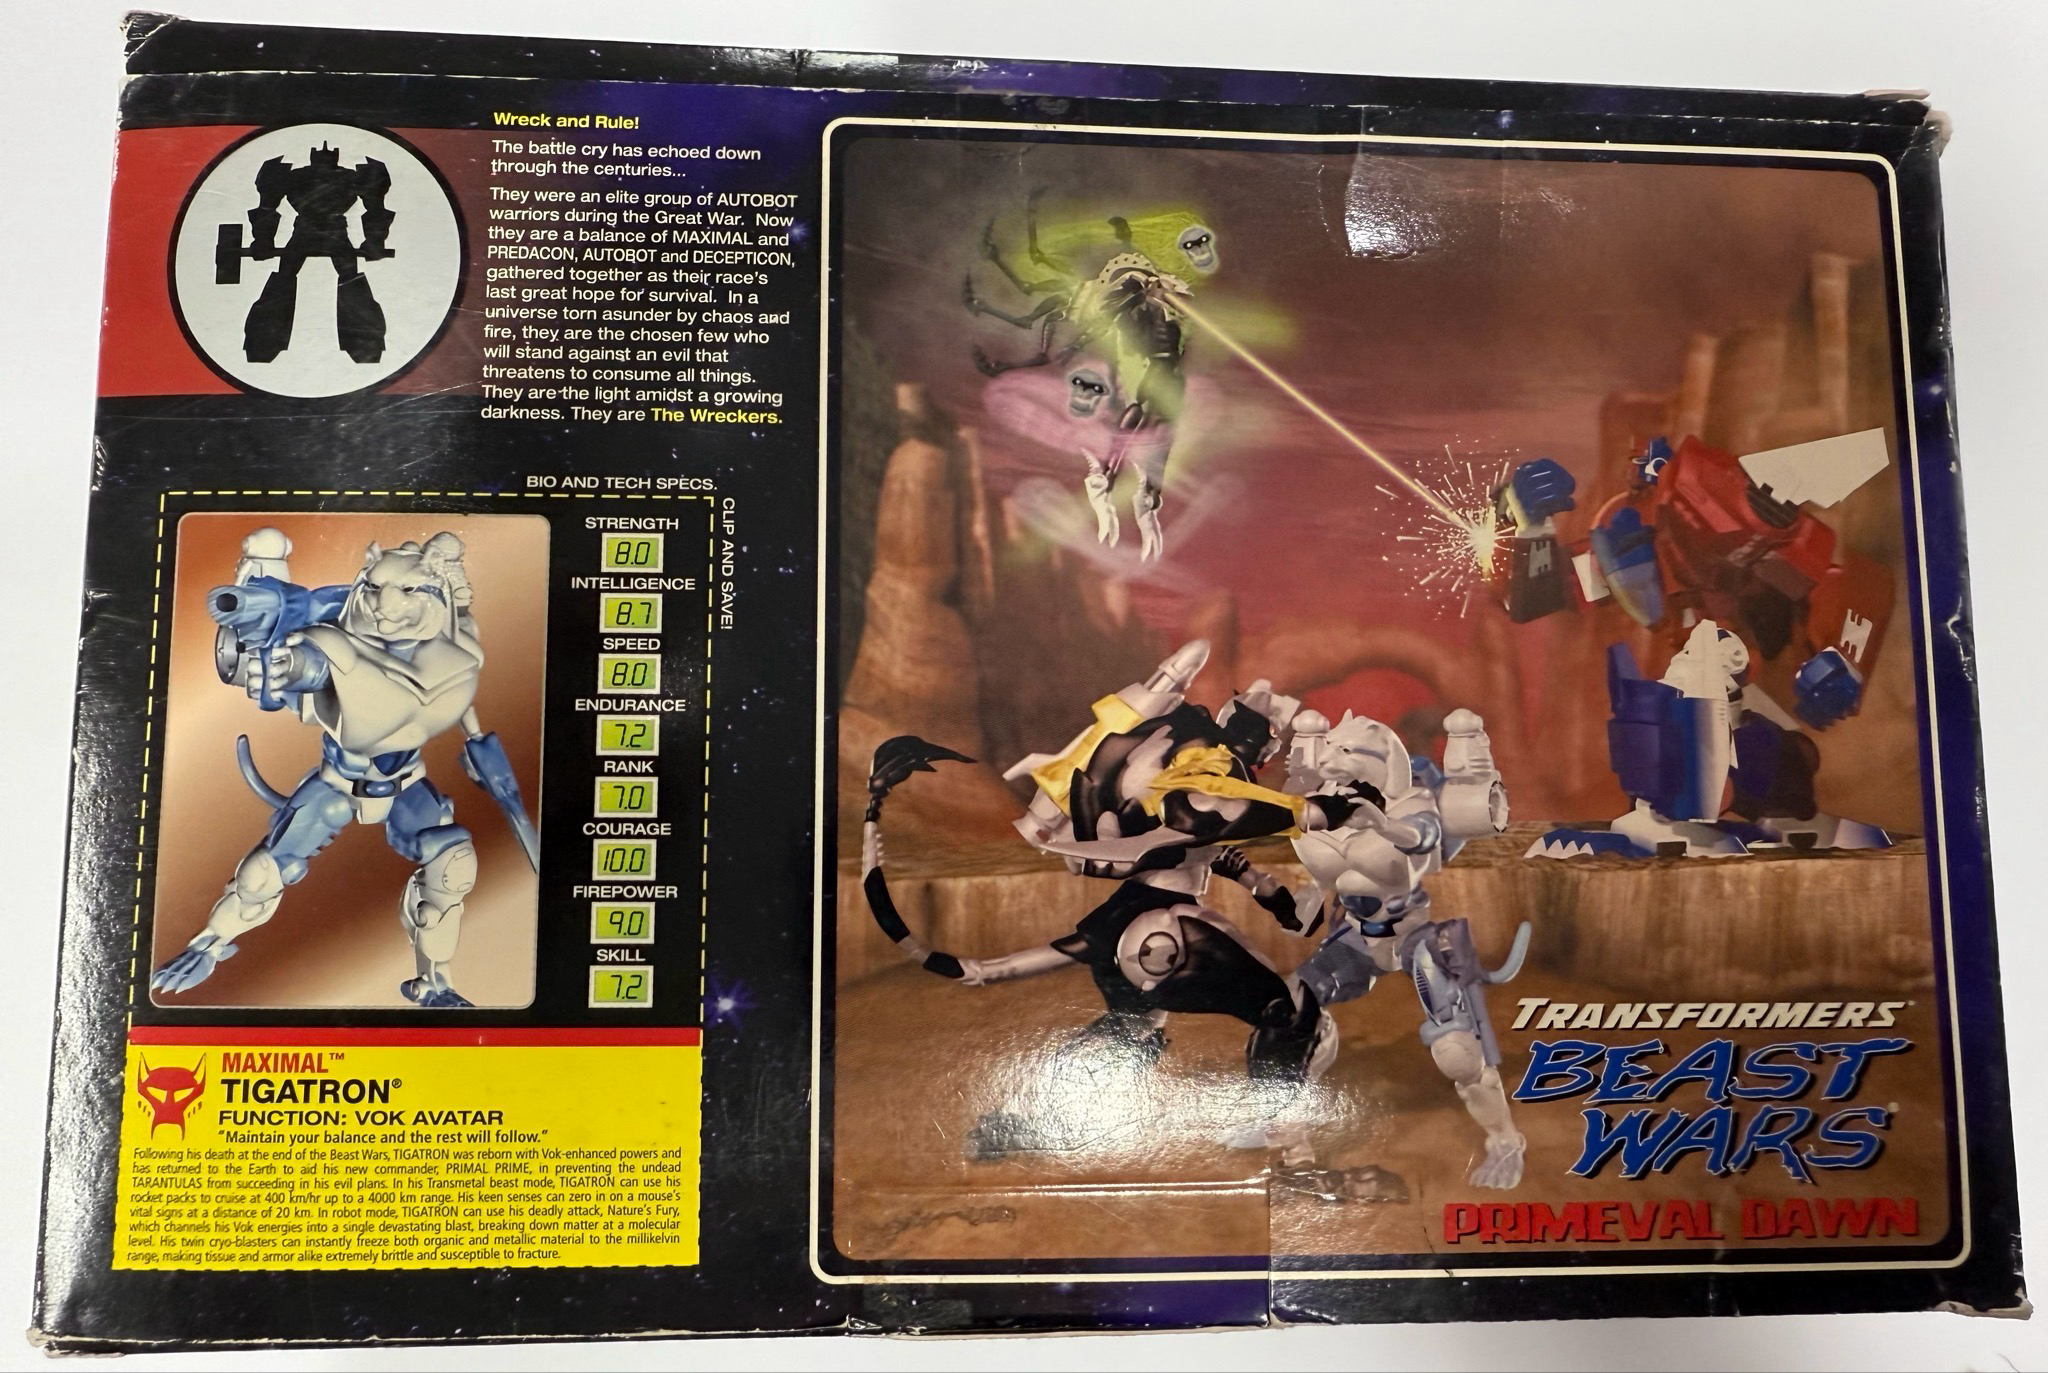 Wreck and Rule!
The battle cry has echoed down
through the centuries...
They were an elite group of AUTOBOT
warriors during the Great War. Now
they are a balance of MAXIMAL and
PREDACON, AUTOBOT and DECEPTICON,
gathered together as their race's
last great hope for survival. In a
universe torn asunder by chaos and
fire, they are the chosen few who
will stand against an evil that
threatens to consume all things.
They are the light amidst a growing
darkness. They are The Wreckers.
BIO AND TECH SPECS.
CLIP AND SAVE!
STRENGTH
8.0
INTELLIGENCE
8.7
SPEED
8.0
ENDURANCE
7.2
RANK
7.0
COURAGE
10.0
FIREPOWER
9.0
SKILL
7.2
MAXIMAL™
TIGATRON®
FUNCTION: VOK AVATAR
"Maintain your balance and the rest will follow."
Following his death at the end of the Beast Wars, TIGATRON was reborn with Vok-enhanced powers and
has returned to the Earth to aid his new commander, PRIMAL PRIME, in preventing the undead
TARANTULAS from succeeding in his evil plans. In his Transmetal beast mode, TIGATRON can use his
rocket packs to cruise at 400 km/hr up to a 4000 km range. His keen senses can zero in on a mouse's
vital signs at a distance of 20 km. In robot mode, TIGATRON can use his deadly attack, Nature's Fury,
which channels his Vok energies into a single devastating blast, breaking down matter at a molecular
level. His twin cryo-blasters can instantly freeze both organic and metallic material to the millikelvin
range, making tissue and armor alike extremely brittle and susceptible to fracture.
TRANSFORMERS
BEAST
WARS
PRIMEVAL DAWN